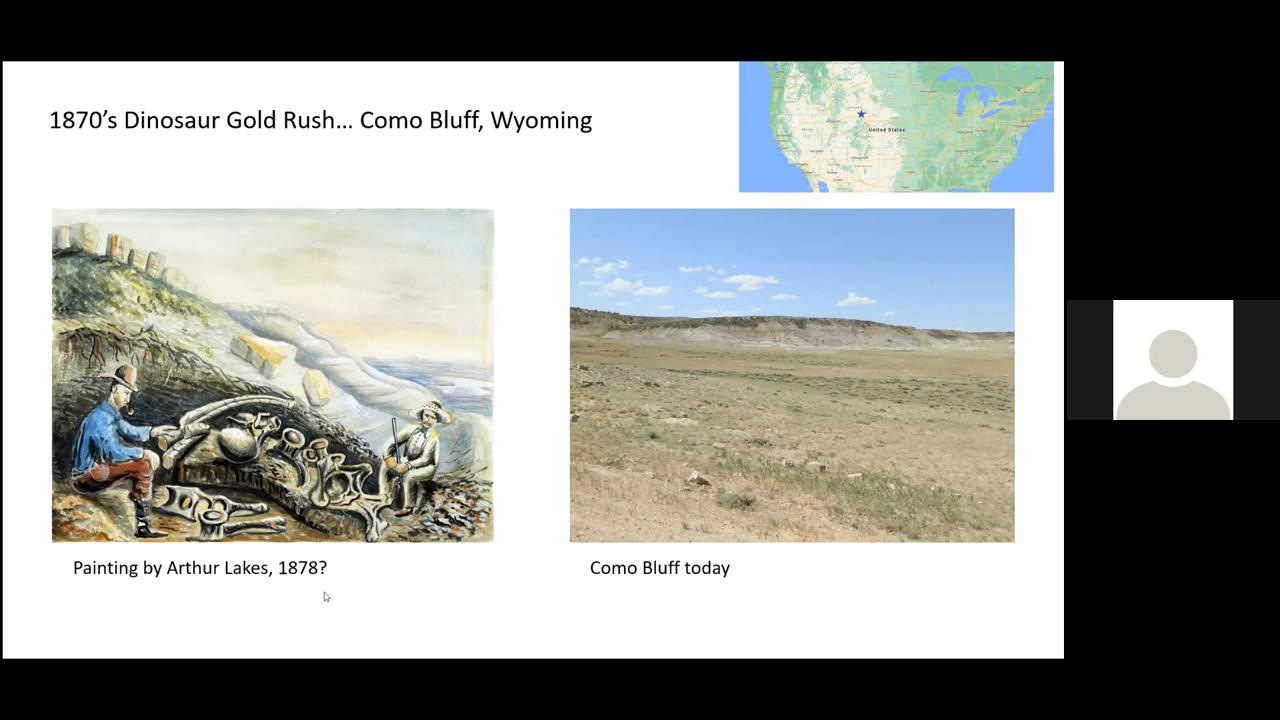 1870’s Dinosaur Gold Rush... Como Bluff, Wyoming
United States
Painting by Arthur Lakes, 1878?
Como Bluff today